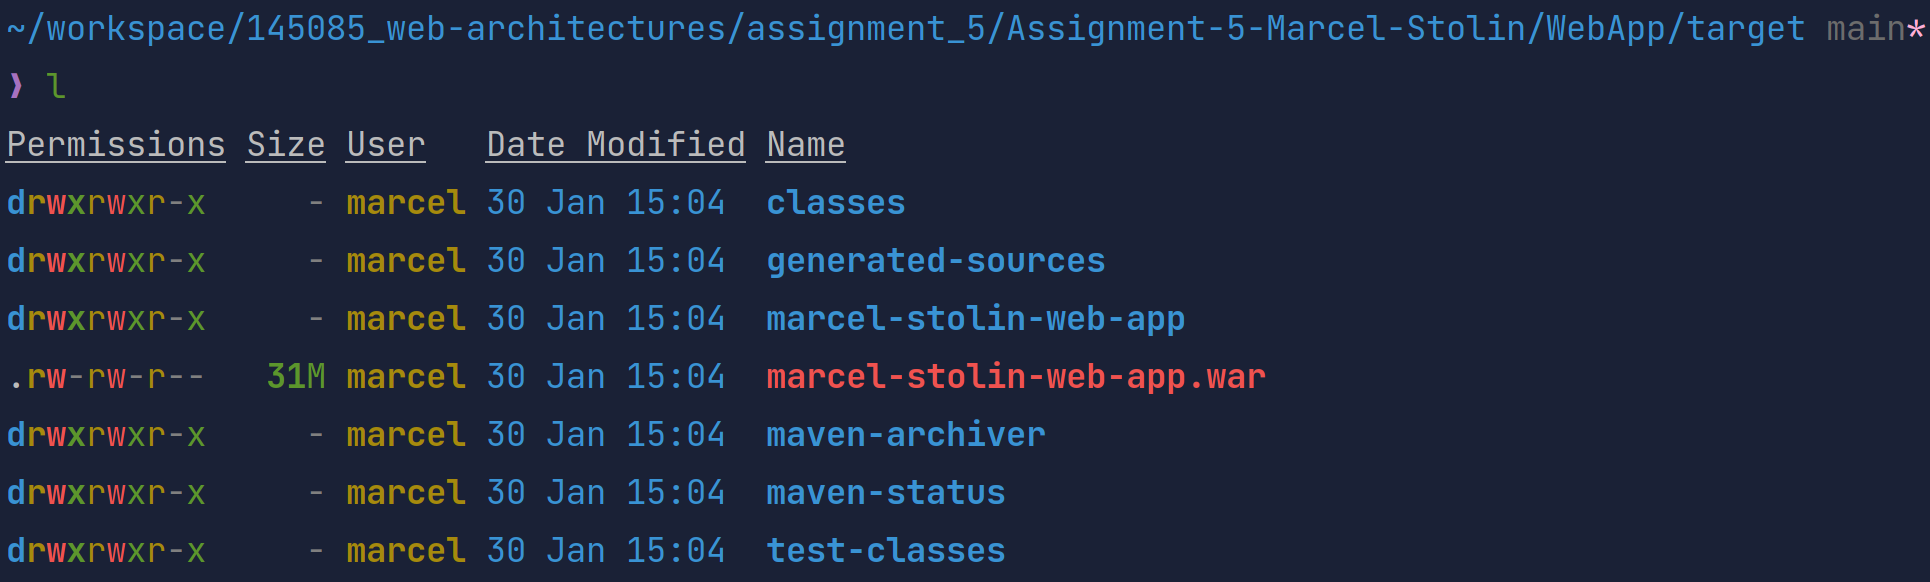 ~/workspace/145085_web-architectures/assignment_5/Assignment-5-Marcel-Stolin/WebApp/target main*
❯ l
Permissions Size User   Date Modified Name
drwxrwxr-x     - marcel 30 Jan 15:04  classes
drwxrwxr-x     - marcel 30 Jan 15:04  generated-sources
drwxrwxr-x     - marcel 30 Jan 15:04  marcel-stolin-web-app
.rw-rw-r--   31M marcel 30 Jan 15:04  marcel-stolin-web-app.war
drwxrwxr-x     - marcel 30 Jan 15:04  maven-archiver
drwxrwxr-x     - marcel 30 Jan 15:04  maven-status
drwxrwxr-x     - marcel 30 Jan 15:04  test-classes